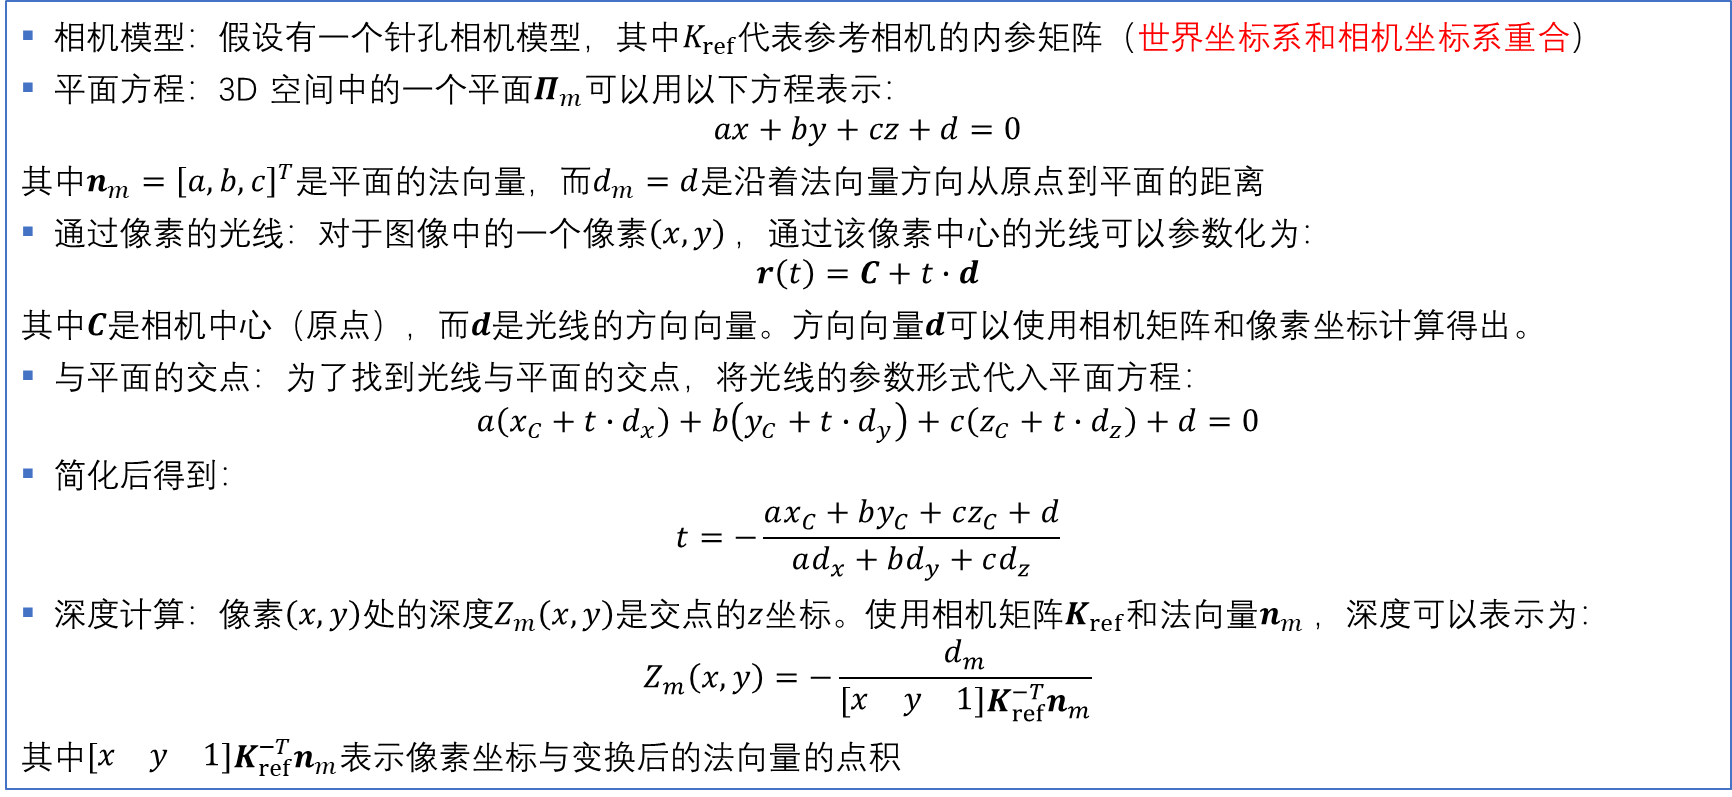 ▪ 相机模型：假设有一个针孔相机模型，其中K_ref代表参考相机的内参矩阵（世界坐标系和相机坐标系重合）
▪ 平面方程：3D 空间中的一个平面Π_m可以用以下方程表示：
ax + by + cz + d = 0
其中n_m = [a, b, c]^T是平面的法向量，而d_m = d是沿着法向量方向从原点到平面的距离
▪ 通过像素的光线：对于图像中的一个像素(x, y)，通过该像素中心的光线可以参数化为：
r(t) = C + t · d
其中C是相机中心（原点），而d是光线的方向向量。方向向量d可以使用相机矩阵和像素坐标计算得出。
▪ 与平面的交点：为了找到光线与平面的交点，将光线的参数形式代入平面方程：
a(x_C + t · d_x) + b(y_C + t · d_y) + c(z_C + t · d_z) + d = 0
▪ 简化后得到：
t = − (ax_C + by_C + cz_C + d) / (ad_x + bd_y + cd_z)
▪ 深度计算：像素(x, y)处的深度Z_m(x, y)是交点的z坐标。使用相机矩阵K_ref和法向量n_m，深度可以表示为：
Z_m(x, y) = − d_m / ([x y 1]K_ref^{−T} n_m)
其中[x y 1]K_ref^{−T} n_m表示像素坐标与变换后的法向量的点积